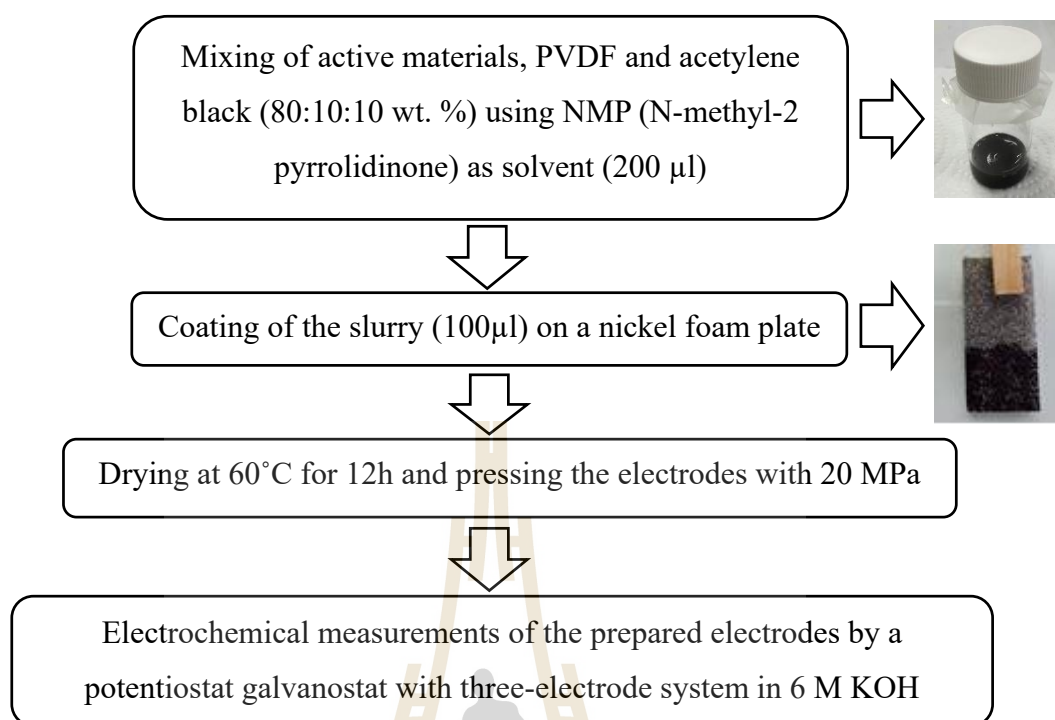 Mixing of active materials, PVDF and acetylene
black (80:10:10 wt. %) using NMP (N-methyl-2
pyrrolidinone) as solvent (200 µl)
Coating of the slurry (100µl) on a nickel foam plate
Drying at 60˚C for 12h and pressing the electrodes with 20 MPa
Electrochemical measurements of the prepared electrodes by a
potentiostat galvanostat with three-electrode system in 6 M KOH